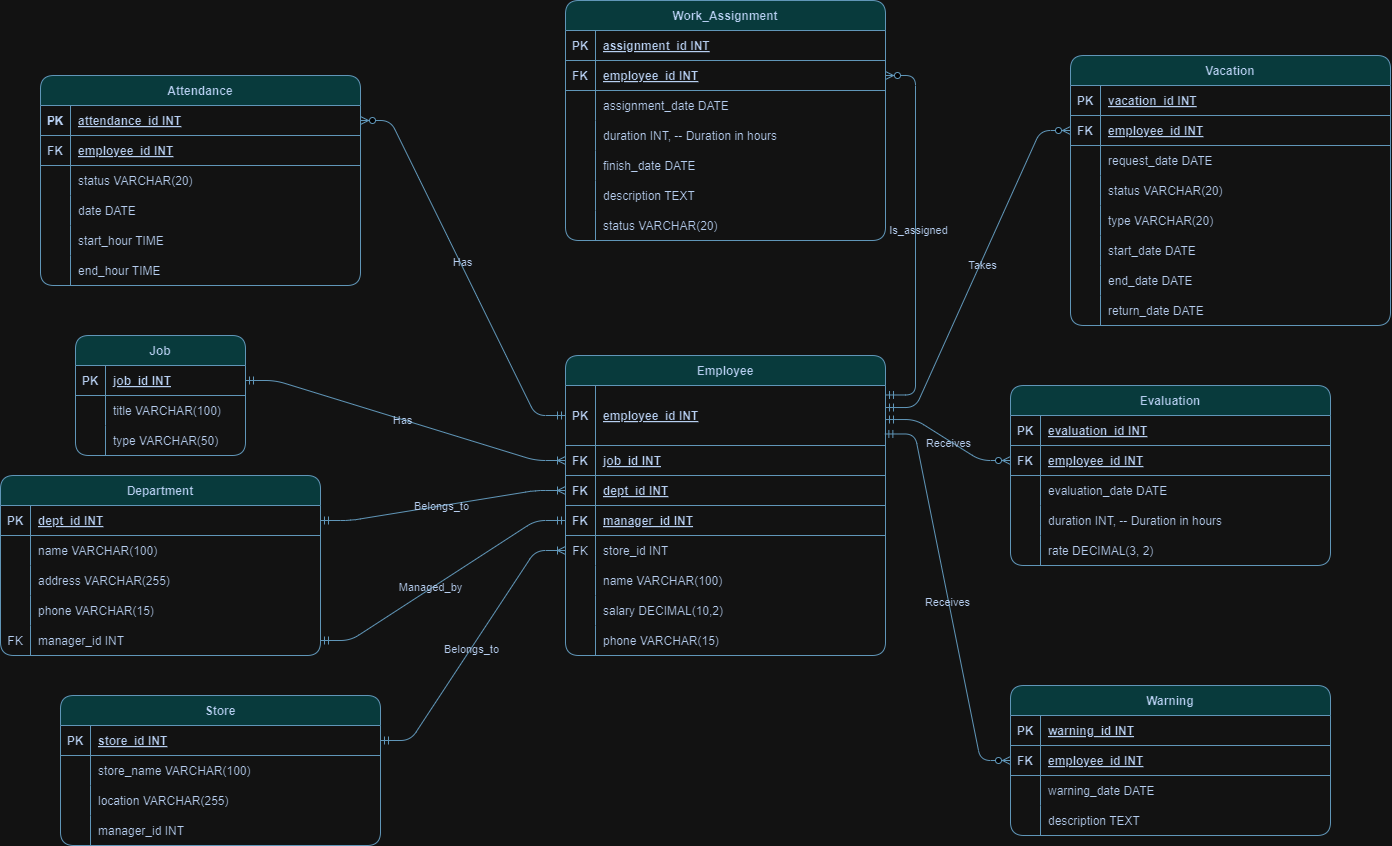 Work_Assignment
PK assignment_id INT
FK employee_id INT
assignment_date DATE
duration INT, -- Duration in hours
finish_date DATE
description TEXT
status VARCHAR(20)
Attendance
PK attendance_id INT
FK employee_id INT
status VARCHAR(20)
date DATE
start_hour TIME
end_hour TIME
Vacation
PK vacation_id INT
FK employee_id INT
request_date DATE
status VARCHAR(20)
type VARCHAR(20)
start_date DATE
end_date DATE
return_date DATE
Is_assigned
Has
Takes
Job
PK job_id INT
title VARCHAR(100)
type VARCHAR(50)
Has
Employee
PK employee_id INT
FK job_id INT
FK dept_id INT
FK manager_id INT
FK store_id INT
name VARCHAR(100)
salary DECIMAL(10,2)
phone VARCHAR(15)
Receives
Evaluation
PK evaluation_id INT
FK employee_id INT
evaluation_date DATE
duration INT, -- Duration in hours
rate DECIMAL(3, 2)
Department
PK dept_id INT
name VARCHAR(100)
address VARCHAR(255)
phone VARCHAR(15)
FK manager_id INT
Belongs_to
Managed_by
Belongs_to
Receives
Store
PK store_id INT
store_name VARCHAR(100)
location VARCHAR(255)
manager_id INT
Warning
PK warning_id INT
FK employee_id INT
warning_date DATE
description TEXT